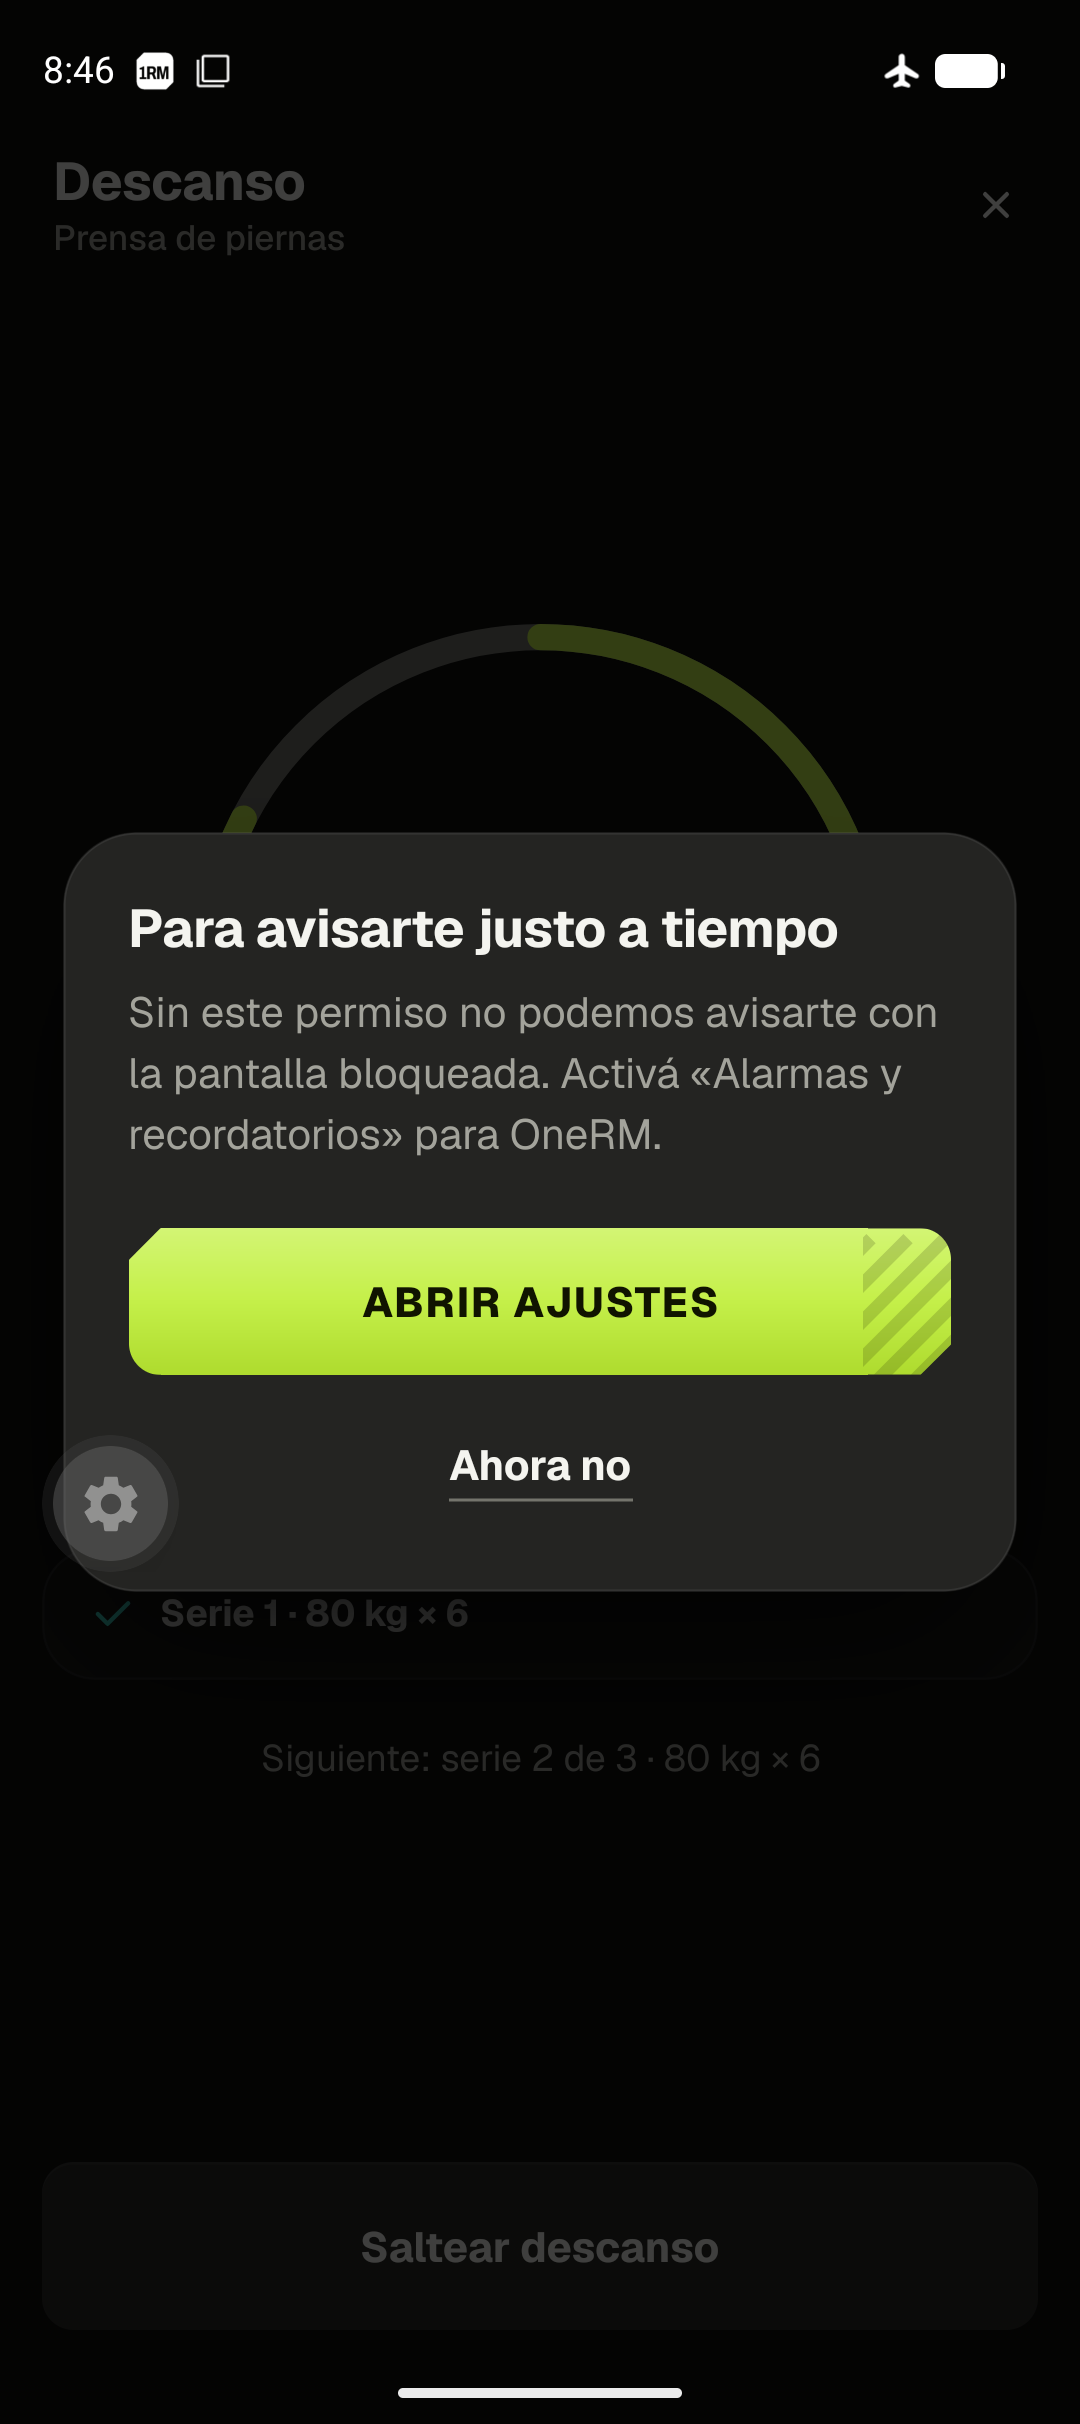 8:46
1RM
Descanso
Prensa de piernas
Para avisarte justo a tiempo
Sin este permiso no podemos avisarte con
la pantalla bloqueada. Activá «Alarmas y
recordatorios» para OneRM.
ABRIR AJUSTES
Ahora no
Serie 1 · 80 kg × 6
Siguiente: serie 2 de 3 · 80 kg × 6
Saltear descanso